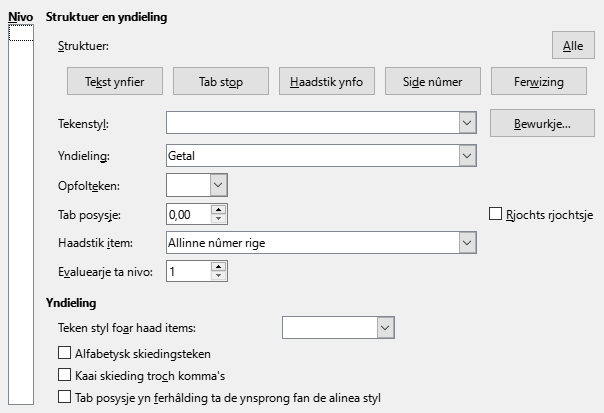 Nivo
Struktuer en yndieling
Struktuer:
Alle
Tekst ynfier
Tab stop
Haadstik ynfo
Side nûmer
Ferwizing
Tekenstyl:
Bewurkje...
Yndieling:
Getal
Opfolteken:
Tab posysje:
0,00
Rjochts rjochtsje
Haadstik item:
Allinne nûmer rige
Evaluearje ta nivo:
1
Yndieling
Teken styl foar haad items:
Alfabetysk skiedingsteken
Kaai skieding troch komma's
Tab posysje yn ferhâlding ta de ynsprong fan de alinea styl